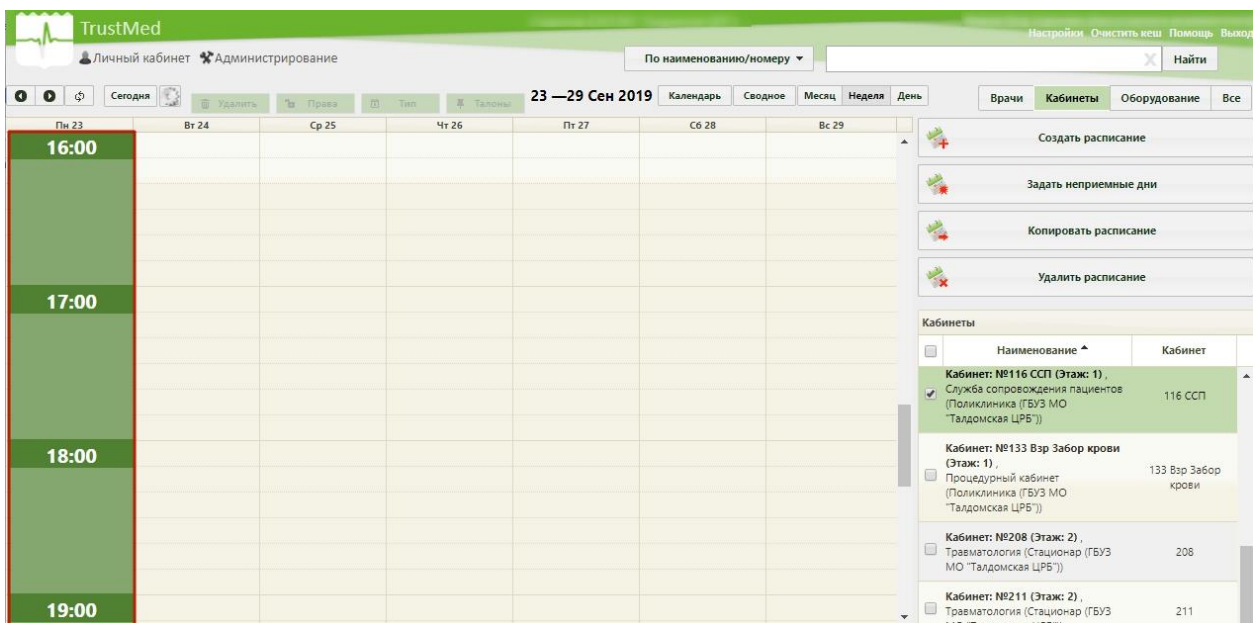 TrustMed
Настройки Очистить кеш Помощь Выход
Личный кабинет Администрирование
По наименованию/номеру
X Найти
Сегодня Удалить Права Тип Талоны 23 —29 Сен 2019 Календарь Сводное Месяц Неделя День Врачи Кабинеты Оборудование Все
Пн 23 Вт 24 Ср 25 Чт 26 Пт 27 Сб 28 Вс 29
16:00
17:00
18:00
19:00
Создать расписание
Задать неприемные дни
Копировать расписание
Удалить расписание
Кабинеты
Наименование Кабинет
Кабинет: №116 ССП (Этаж: 1) ,
Служба сопровождения пациентов
(Поликлиника (ГБУЗ МО
"Талдомская ЦРБ"))
116 ССП
Кабинет: №133 Взр Забор крови
(Этаж: 1) ,
Процедурный кабинет
(Поликлиника (ГБУЗ МО
"Талдомская ЦРБ"))
133 Взр Забор
крови
Кабинет: №208 (Этаж: 2) ,
Травматология (Стационар (ГБУЗ
МО "Талдомская ЦРБ"))
208
Кабинет: №211 (Этаж: 2) ,
Травматология (Стационар (ГБУЗ
211